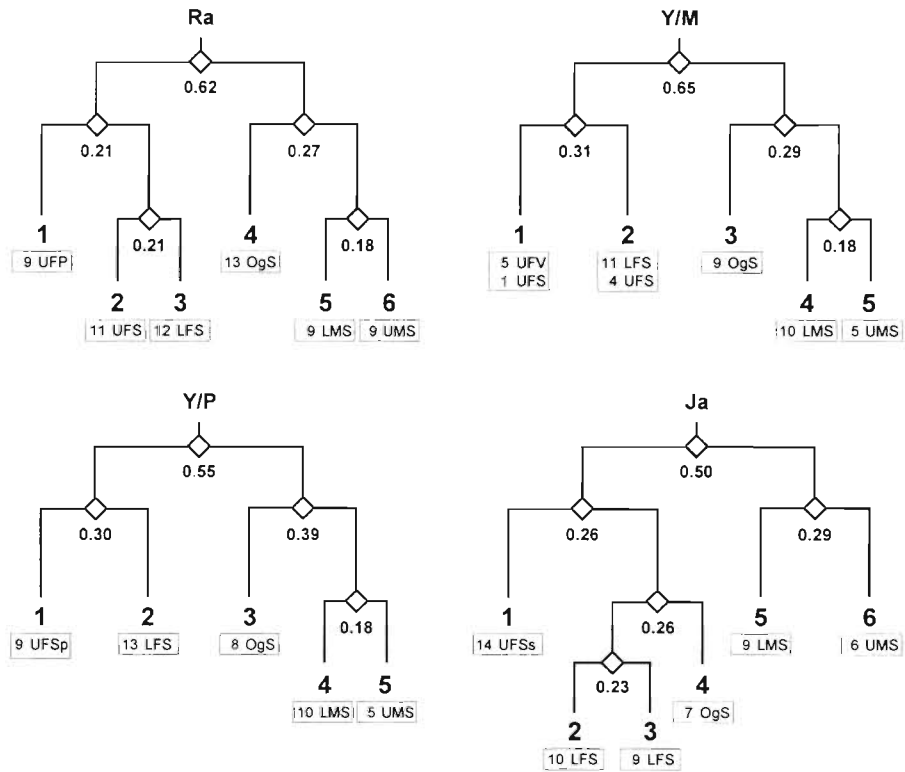 Ra
0.62
0.21
0.27
1
9 UFP
0.21
4
13 OgS
0.18
2
11 UFS
3
12 LFS
5
9 LMS
6
9 UMS
Y/M
0.65
0.31
0.29
1
5 UFV
1 UFS
2
11 LFS
4 UFS
3
9 OgS
0.18
4
10 LMS
5
5 UMS
Y/P
0.55
0.30
0.39
1
9 UFSp
2
13 LFS
3
8 OgS
0.18
4
10 LMS
5
5 UMS
Ja
0.50
0.26
0.29
1
14 UFSs
0.26
5
9 LMS
6
6 UMS
0.23
4
7 OgS
2
10 LFS
3
9 LFS